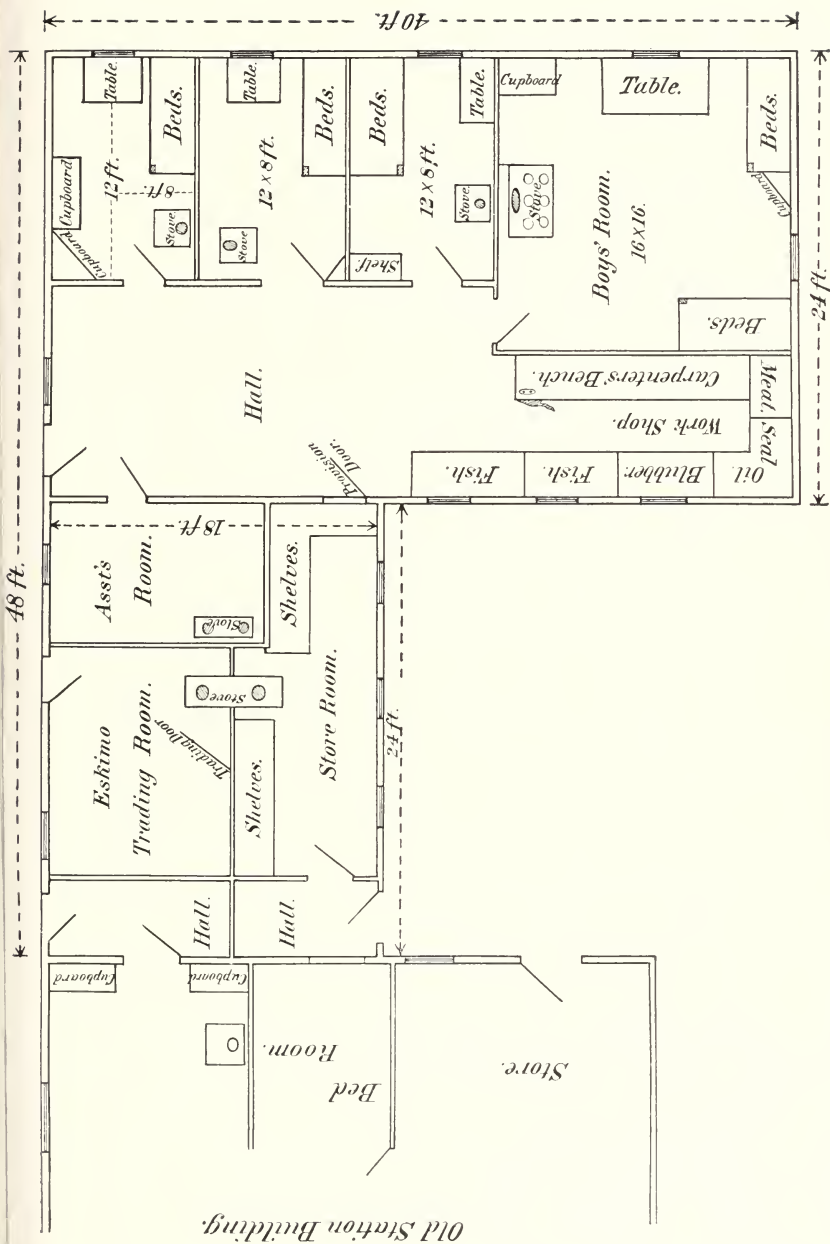 40 ft.
48 ft.
Table.
12 ft.
8 ft.
Beds.
Cupboard
Cupboard
Stove.
Table.
Beds.
12 × 8 ft.
Stove
Beds.
Table.
12 × 8 ft.
Stove
Shelf.
Cupboard
Table.
Stove
Boys' Room.
16 × 16.
Beds.
Cupboard
Beds.
24 ft.
Hall.
Carpenters' Bench.
Work Shop.
Meat.
Seal
Oil
Blubber.
Fish.
Fish.
Provision
Door.
18 ft.
Asst's
Room.
Stove
Shelves.
Eskimo
Trading Room.
Trading Door
Stove
Store Room.
Shelves.
24 ft.
Hall.
Hall.
Cupboard
Cupboard
Bed
Room.
Store.
Old Station Building.